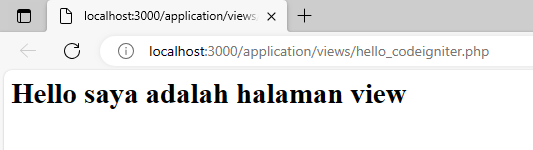 localhost:3000/application/views
localhost:3000/application/views/hello_codeigniter.php
Hello saya adalah halaman view